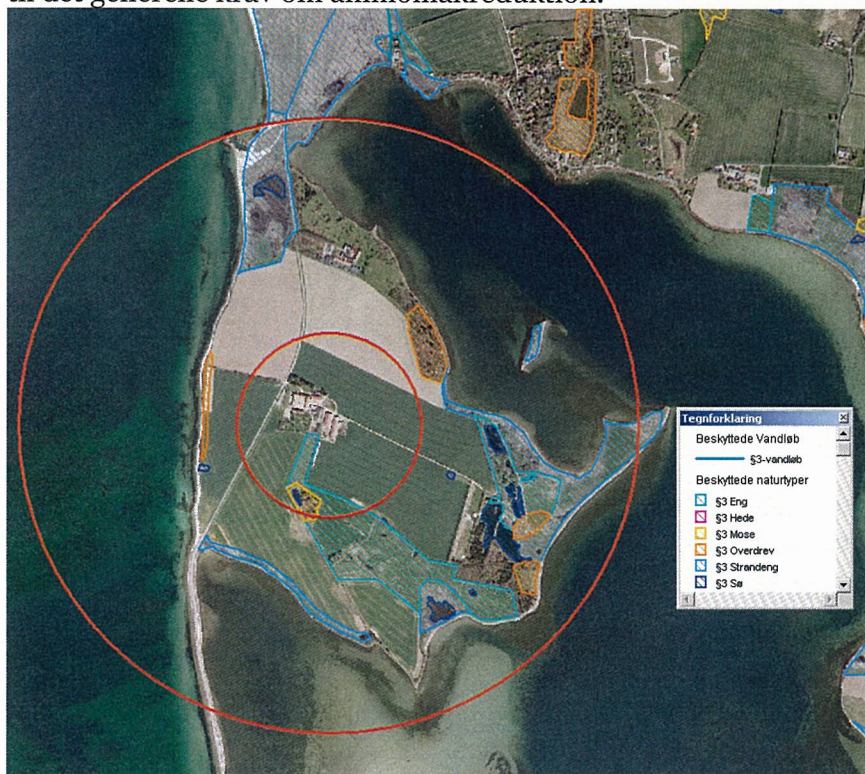 til det generelle krav om ammoniakreduktion.
Tegnforklaring
Beskyttede Vandløb
§3-vandløb
Beskyttede naturtyper
§3 Eng
§3 Hede
§3 Mose
§3 Overdrev
§3 Strandeng
§3 Sø